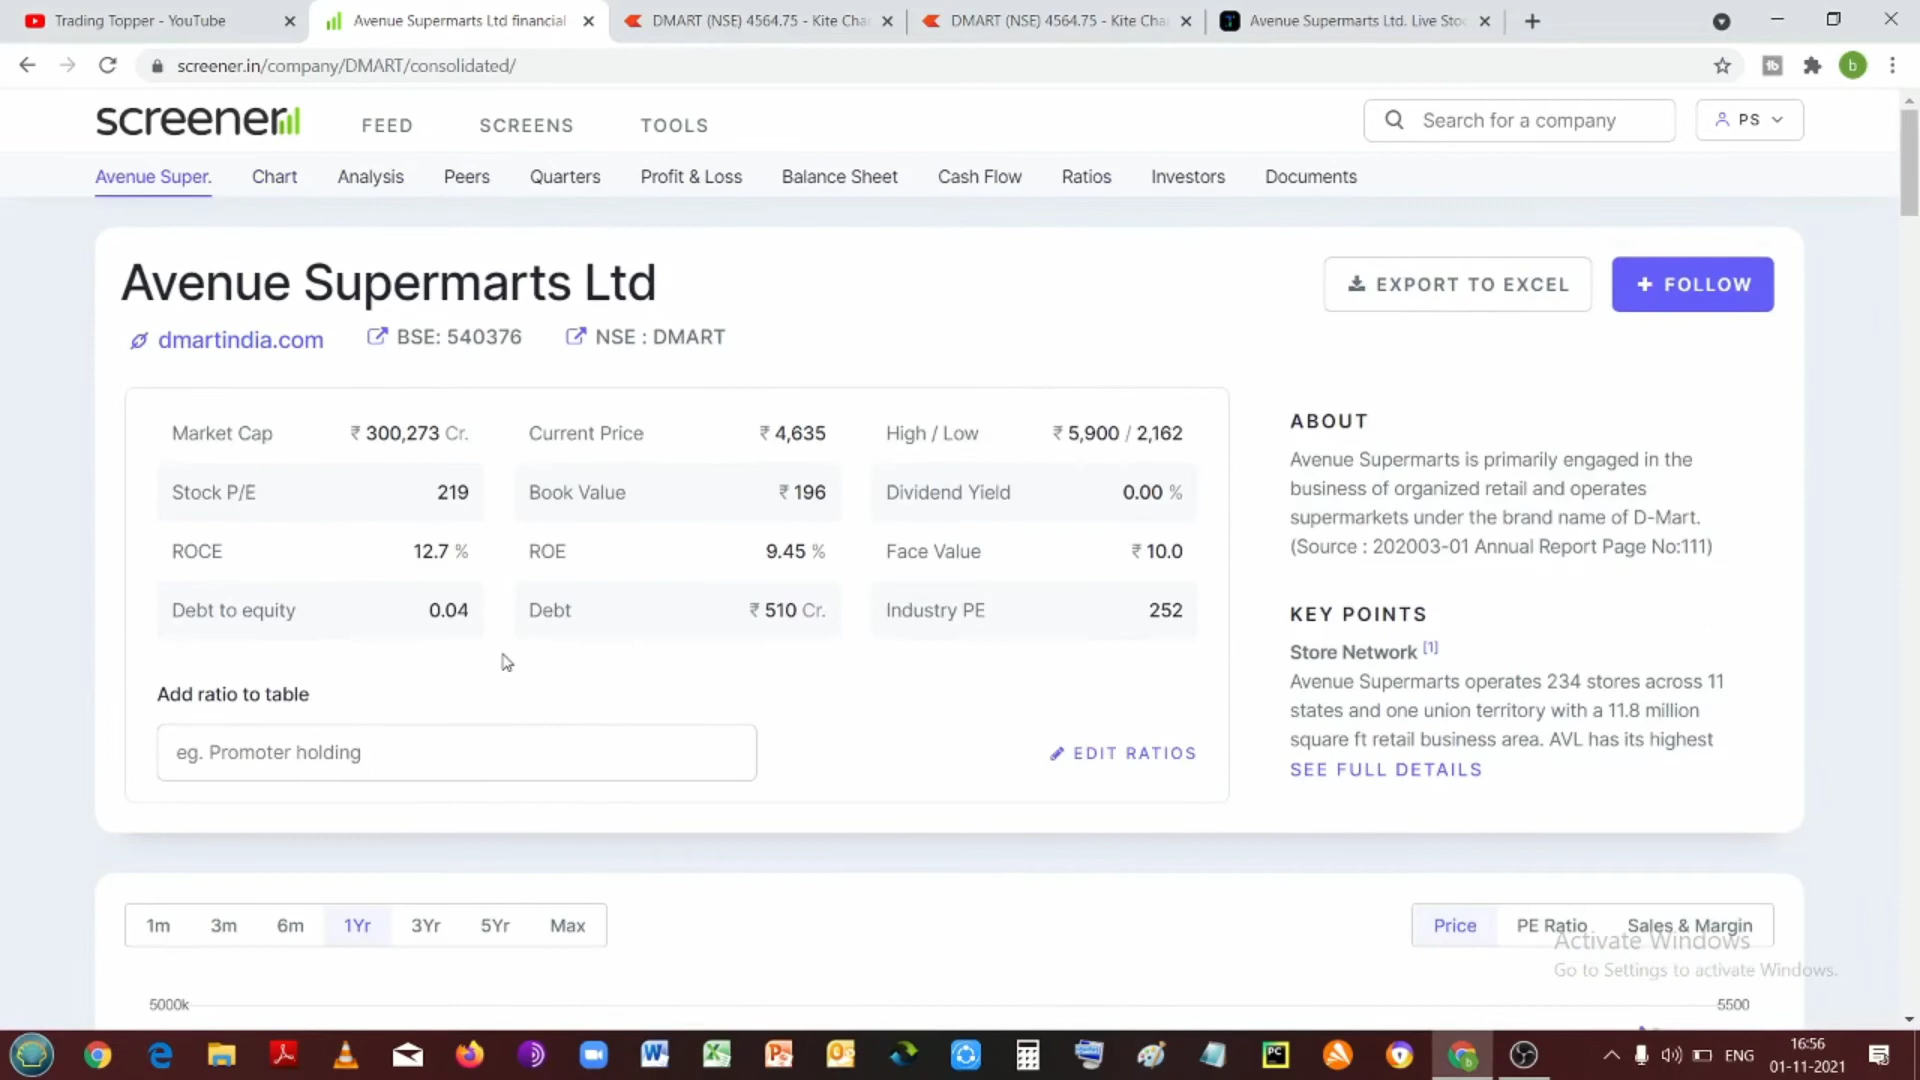 Trading Topper - YouTube
Avenue Supermarts Ltd financial
DMART (NSE) 4564.75 - Kite Cha
DMART (NSE) 4564.75 - Kite Cha
Avenue Supermarts Ltd. Live Sto
screener.in/company/DMART/consolidated/
b
screener
FEED
SCREENS
TOOLS
Search for a company
PS
Avenue Super.
Chart
Analysis
Peers
Quarters
Profit & Loss
Balance Sheet
Cash Flow
Ratios
Investors
Documents
Avenue Supermarts Ltd
EXPORT TO EXCEL
+ FOLLOW
dmartindia.com
BSE: 540376
NSE : DMART
Market Cap ₹ 300,273 Cr.
Current Price ₹ 4,635
High / Low ₹ 5,900 / 2,162
Stock P/E 219
Book Value ₹ 196
Dividend Yield 0.00 %
ROCE 12.7 %
ROE 9.45 %
Face Value ₹ 10.0
Debt to equity 0.04
Debt ₹ 510 Cr.
Industry PE 252
Add ratio to table
eg. Promoter holding
EDIT RATIOS
ABOUT
Avenue Supermarts is primarily engaged in the
business of organized retail and operates
supermarkets under the brand name of D-Mart.
(Source : 202003-01 Annual Report Page No:111)
KEY POINTS
Store Network [1]
Avenue Supermarts operates 234 stores across 11
states and one union territory with a 11.8 million
square ft retail business area. AVL has its highest
SEE FULL DETAILS
1m
3m
6m
1Yr
3Yr
5Yr
Max
Price
PE Ratio
Sales & Margin
Activate Windows
Go to Settings to activate Windows.
5000k
5500
ENG
16:56
01-11-2021